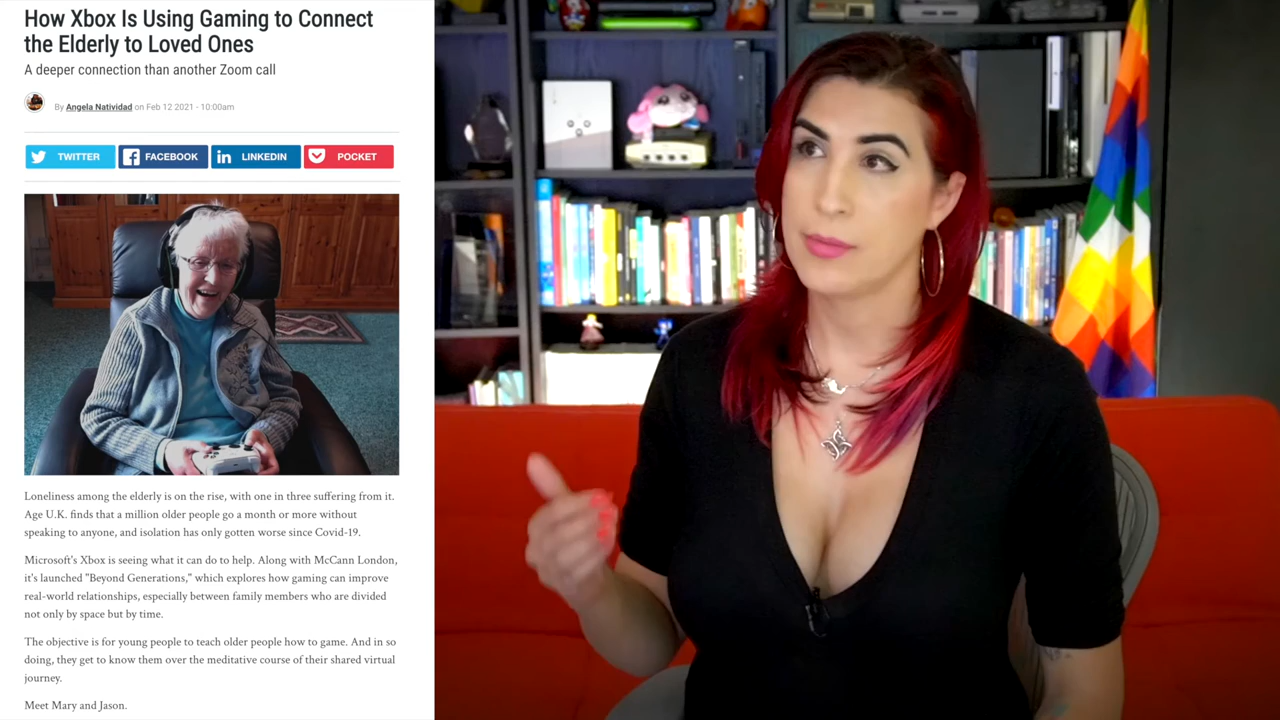 How Xbox Is Using Gaming to Connect
the Elderly to Loved Ones
A deeper connection than another Zoom call
By Angela Natividad on Feb 12 2021 - 10:00am
TWITTER FACEBOOK LINKEDIN POCKET
Loneliness among the elderly is on the rise, with one in three suffering from it.
Age U.K. finds that a million older people go a month or more without
speaking to anyone, and isolation has only gotten worse since Covid-19.
Microsoft's Xbox is seeing what it can do to help. Along with McCann London,
it's launched "Beyond Generations," which explores how gaming can improve
real-world relationships, especially between family members who are divided
not only by space but by time.
The objective is for young people to teach older people how to game. And in so
doing, they get to know them over the meditative course of their shared virtual
journey.
Meet Mary and Jason.